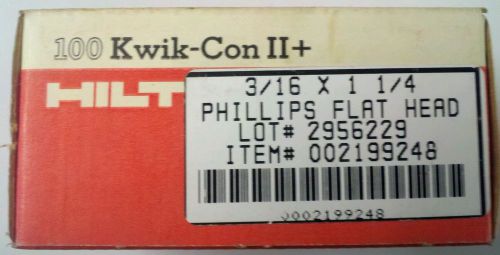 100 Kwik-Con II+
HILT
3/16 X 1 1/4
PHILLIPS FLAT HEAD
LOT# 2956229
ITEM# 002199248
0002199248